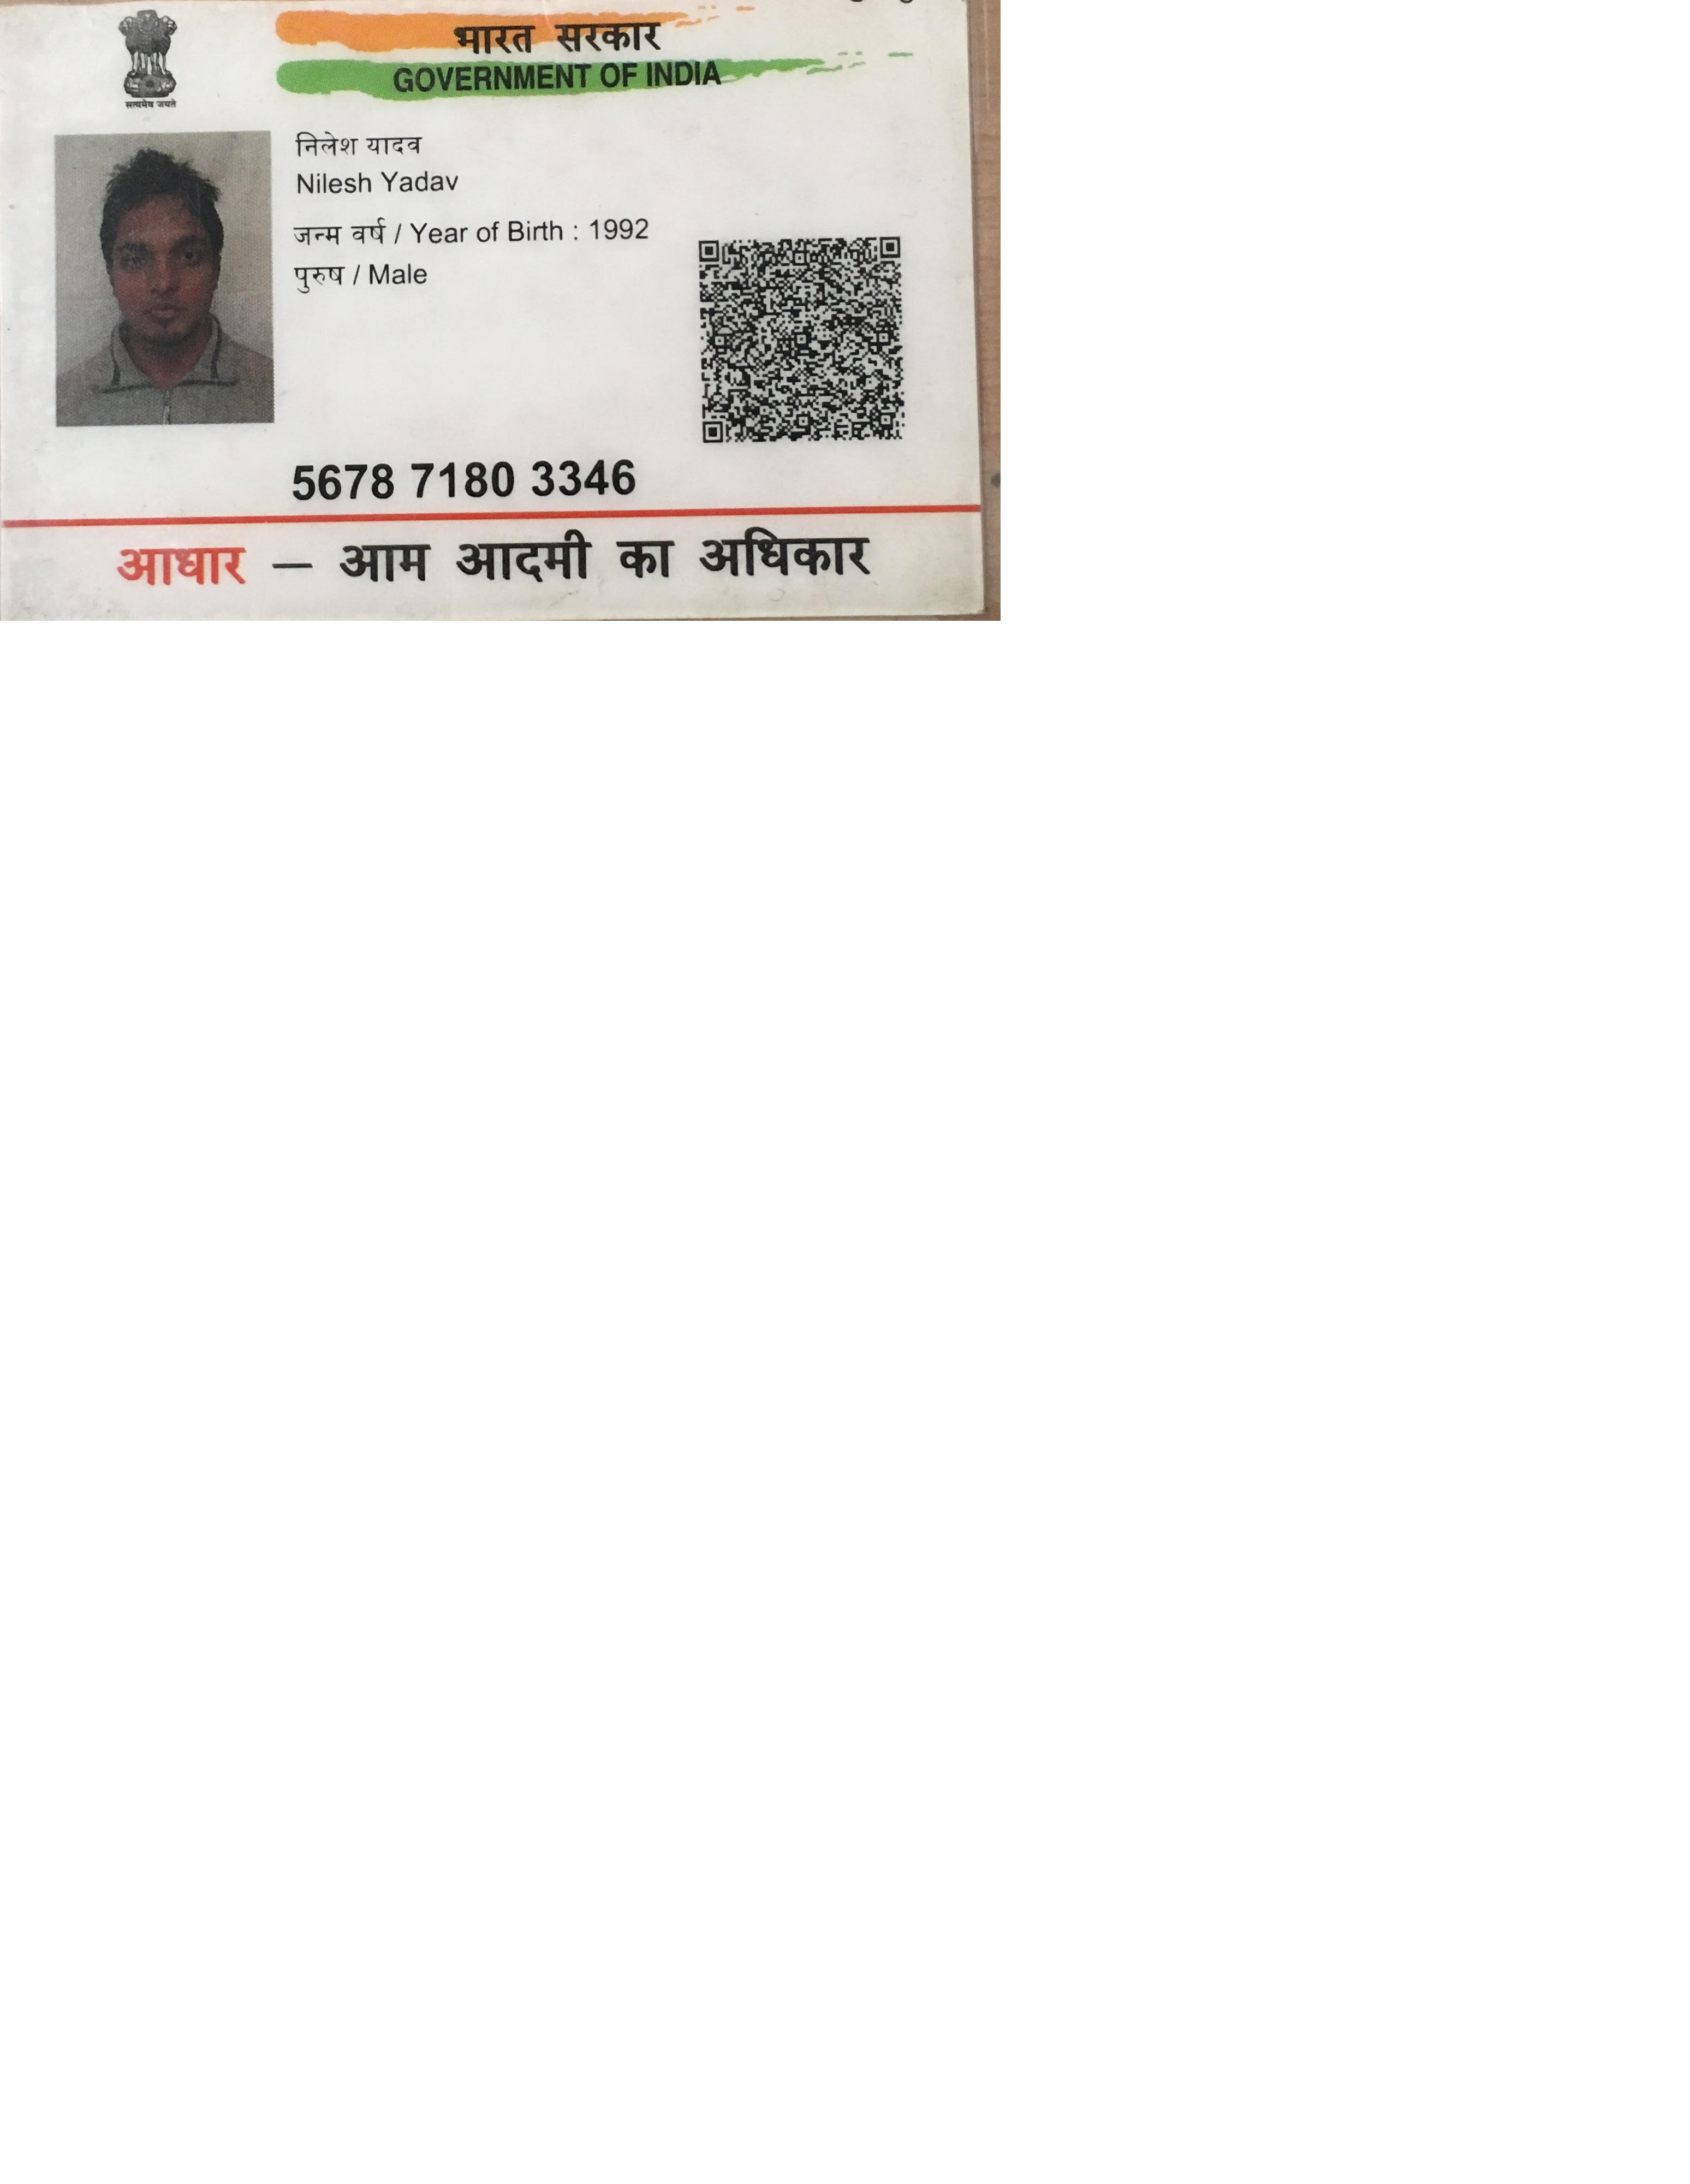 भारत सरकार
GOVERNMENT OF INDIA
सत्यमेव जयते
निलेश यादव
Nilesh Yadav
जन्म वर्ष / Year of Birth : 1992
पुरुष / Male
5678 7180 3346
आधार – आम आदमी का अधिकार